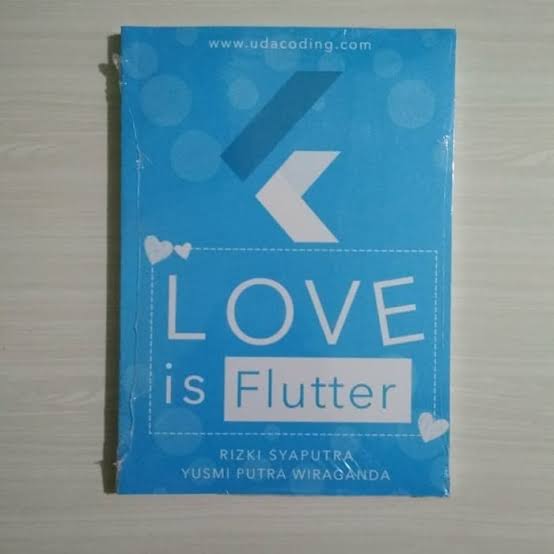 www.udacoding.com
LOVE
is Flutter
RIZKI SYAPUTRA
YUSMI PUTRA WIRAGANDA